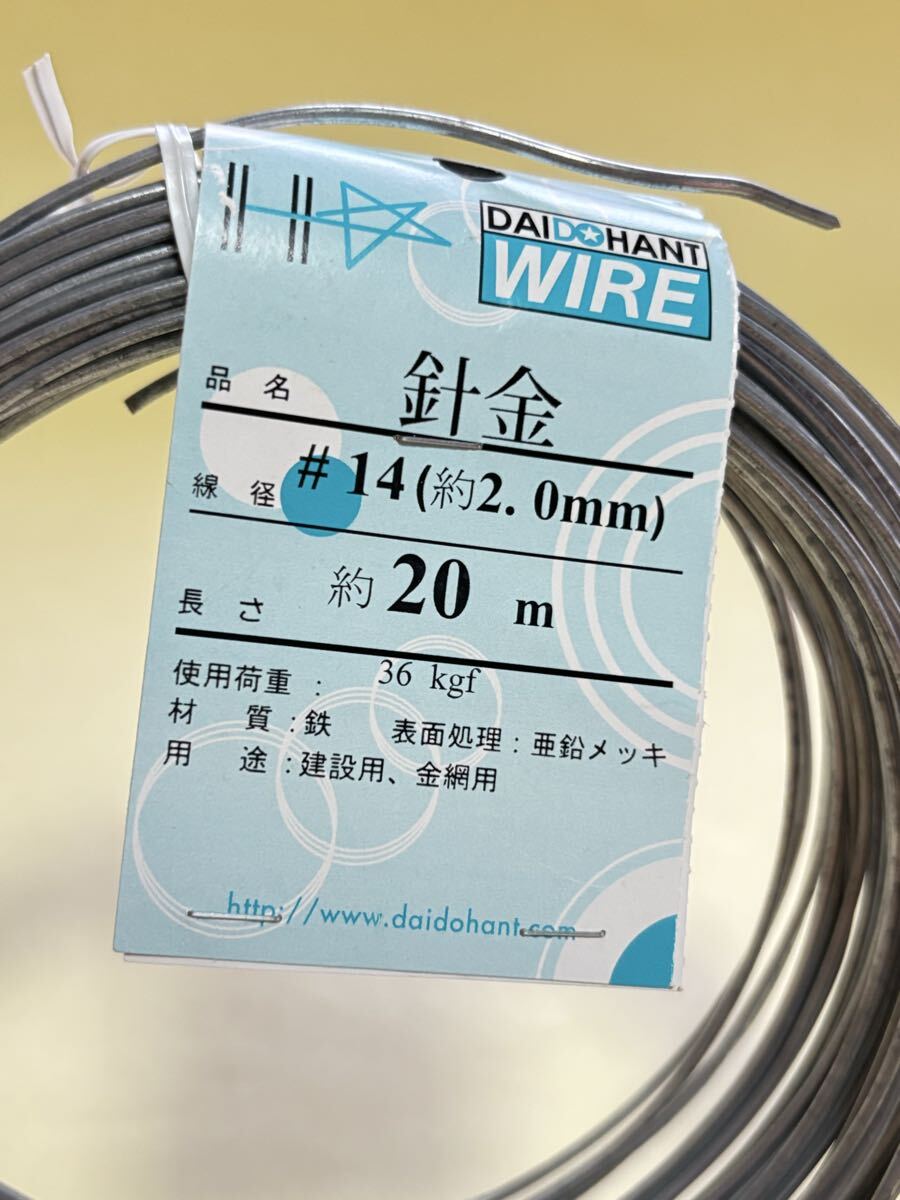 DAIDOHANT
WIRE
品名 針金
線径 #14(約2.0mm)
長さ 約20 m
使用荷重: 36 kgf
材質:鉄 表面処理:亜鉛メッキ
用途:建設用、金網用
http://www.daidohant.com